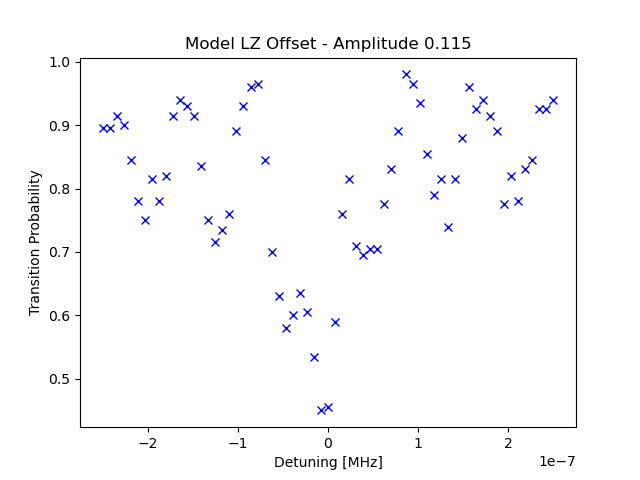 Model LZ Offset - Amplitude 0.115
1.0
0.9
0.8
0.7
0.6
0.5
Transition Probability
−2
−1
0
1
2
1e−7
Detuning [MHz]